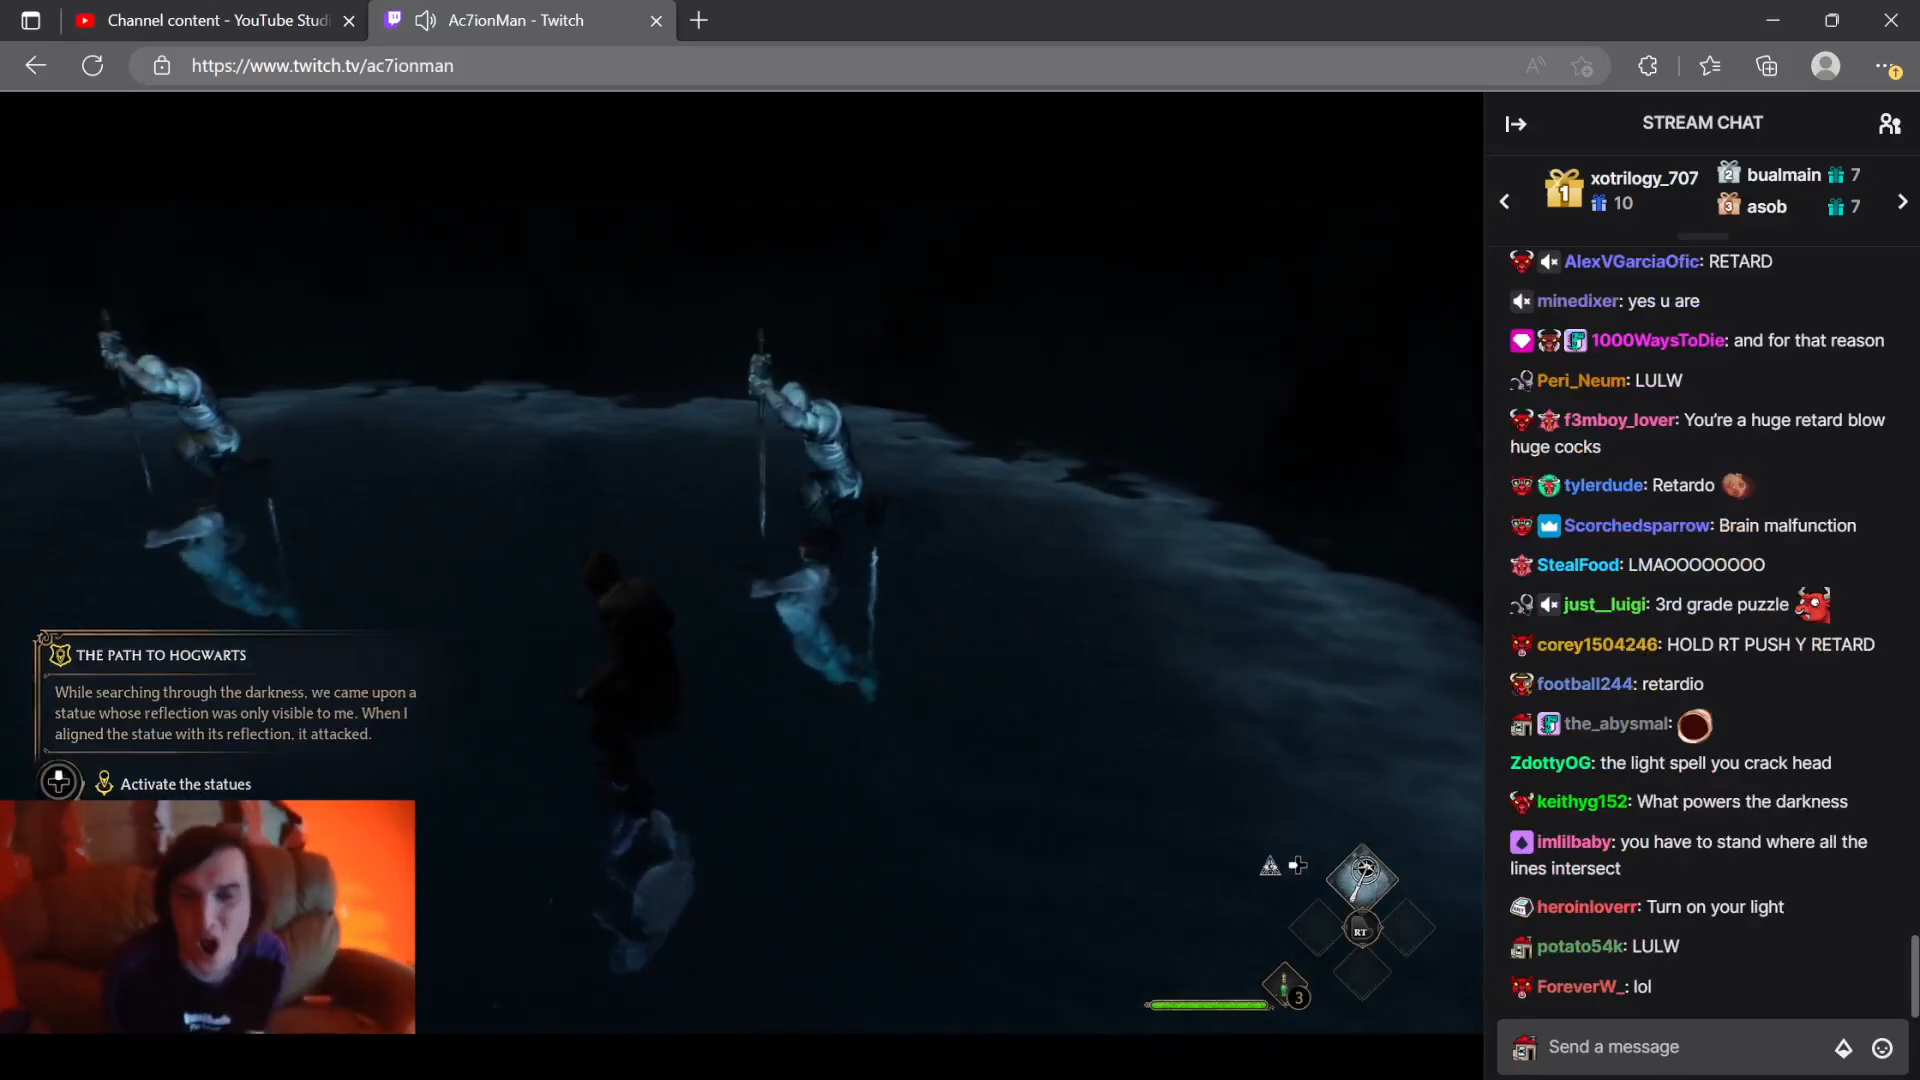 Channel content - YouTube Studi
Ac7ionMan - Twitch
https://www.twitch.tv/ac7ionman
STREAM CHAT
1 xotrilogy_707 10
2 bualmain 7
3 asob 7
AlexVGarciaOfic: RETARD
minedixer: yes u are
1000WaysToDie: and for that reason
Peri_Neum: LULW
f3mboy_lover: You're a huge retard blow
huge cocks
tylerdude: Retardo
Scorchedsparrow: Brain malfunction
StealFood: LMAOOOOOOOO
just__luigi: 3rd grade puzzle
corey1504246: HOLD RT PUSH Y RETARD
football244: retardio
the_abysmal:
ZdottyOG: the light spell you crack head
keithyg152: What powers the darkness
imlilbaby: you have to stand where all the
lines intersect
heroinloverr: Turn on your light
potato54k: LULW
ForeverW_: lol
Send a message
THE PATH TO HOGWARTS
While searching through the darkness, we came upon a
statue whose reflection was only visible to me. When I
aligned the statue with its reflection, it attacked.
Activate the statues
RT
3